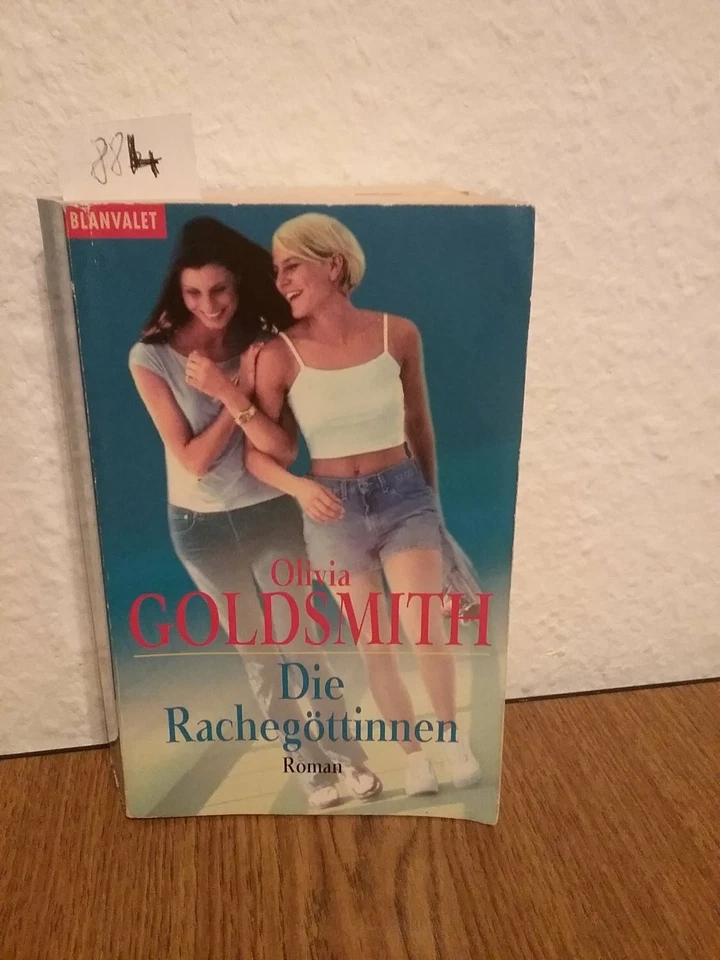 884
BLANVALET
Olivia
GOLDSMITH
Die
Rachegöttinnen
Roman